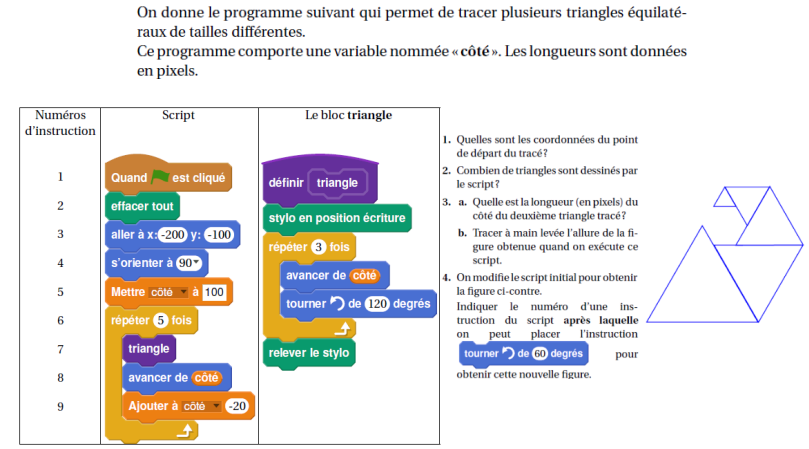 On donne le programme suivant qui permet de tracer plusieurs triangles équilaté-
raux de tailles différentes.
Ce programme comporte une variable nommée « côté ». Les longueurs sont données
en pixels.
Numéros
d'instruction
Script
Le bloc triangle
1
Quand est cliqué
2
effacer tout
3
aller à x: -200 y: -100
4
s'orienter à 90
5
Mettre côté à 100
6
répéter 5 fois
7
triangle
8
avancer de côté
9
Ajouter à côté -20
définir triangle
stylo en position écriture
répéter 3 fois
avancer de côté
tourner de 120 degrés
relever le stylo
1. Quelles sont les coordonnées du point
de départ du tracé ?
2. Combien de triangles sont dessinés par
le script ?
3. a. Quelle est la longueur (en pixels) du
côté du deuxième triangle tracé ?
b. Tracer à main levée l'allure de la fi-
gure obtenue quand on exécute ce
script.
4. On modifie le script initial pour obtenir
la figure ci-contre.
Indiquer le numéro d'une ins-
truction du script après laquelle
on peut placer l'instruction
tourner de 60 degrés pour
obtenir cette nouvelle figure.